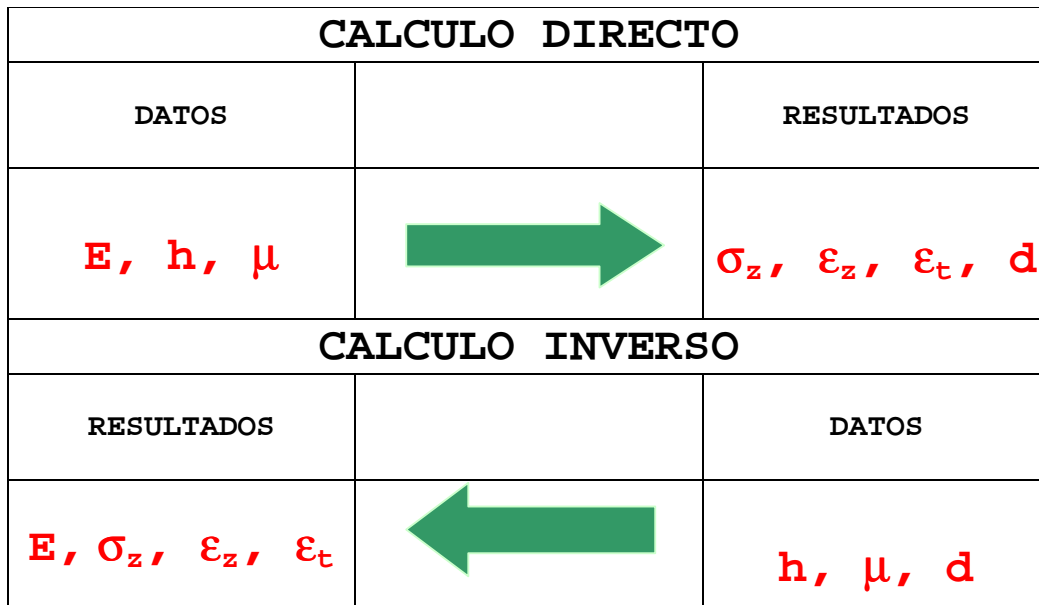 CALCULO DIRECTO
DATOS RESULTADOS
E, h, μ σz, εz, εt, d
CALCULO INVERSO
RESULTADOS DATOS
E, σz, εz, εt h, μ, d